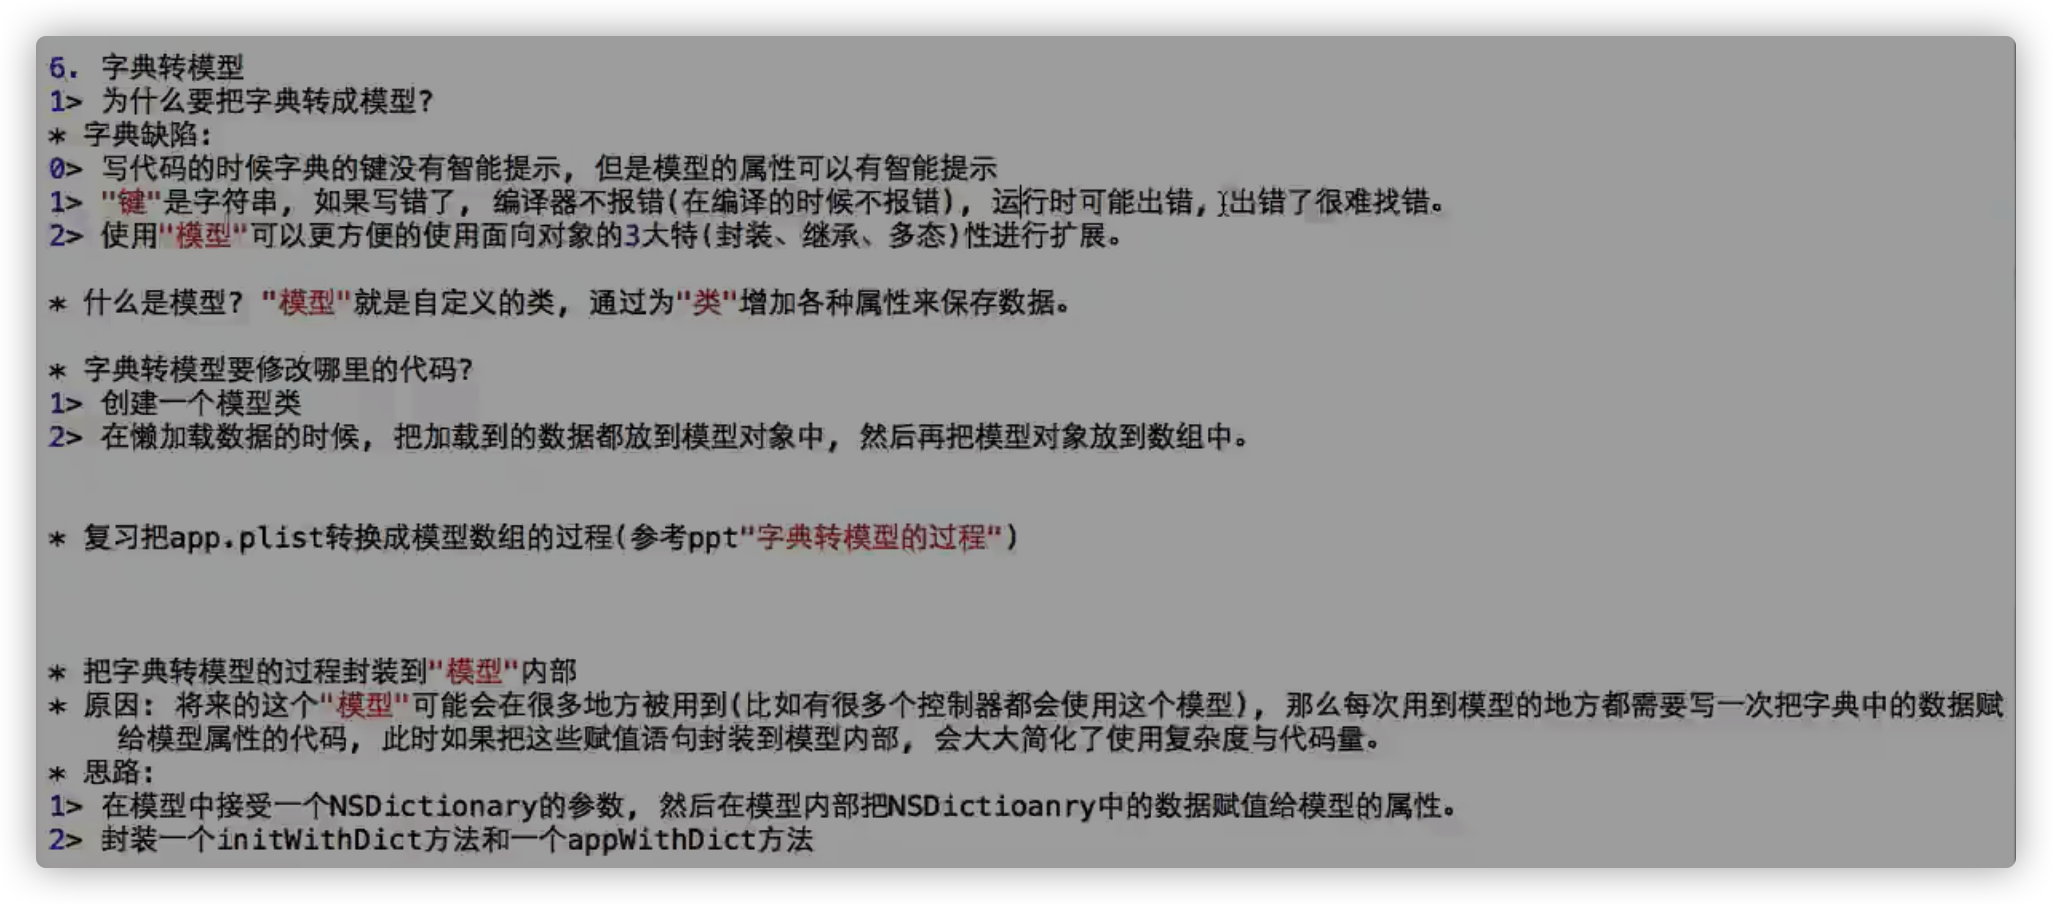 6. 字典转模型
1> 为什么要把字典转成模型?
* 字典缺陷:
0> 写代码的时候字典的键没有智能提示, 但是模型的属性可以有智能提示
1> "键"是字符串, 如果写错了, 编译器不报错(在编译的时候不报错), 运行时可能出错, 出错了很难找错。
2> 使用"模型"可以更方便的使用面向对象的3大特(封装、继承、多态)性进行扩展。
* 什么是模型? "模型"就是自定义的类, 通过为"类"增加各种属性来保存数据。
* 字典转模型要修改哪里的代码?
1> 创建一个模型类
2> 在懒加载数据的时候, 把加载到的数据都放到模型对象中, 然后再把模型对象放到数组中。
* 复习把app.plist转换成模型数组的过程(参考ppt"字典转模型的过程")
* 把字典转模型的过程封装到"模型"内部
* 原因: 将来的这个"模型"可能会在很多地方被用到(比如有很多个控制器都会使用这个模型), 那么每次用到模型的地方都需要写一次把字典中的数据赋
给模型属性的代码, 此时如果把这些赋值语句封装到模型内部, 会大大简化了使用复杂度与代码量。
* 思路:
1> 在模型中接受一个NSDictionary的参数, 然后在模型内部把NSDictioanry中的数据赋值给模型的属性。
2> 封装一个initWithDict方法和一个appWithDict方法